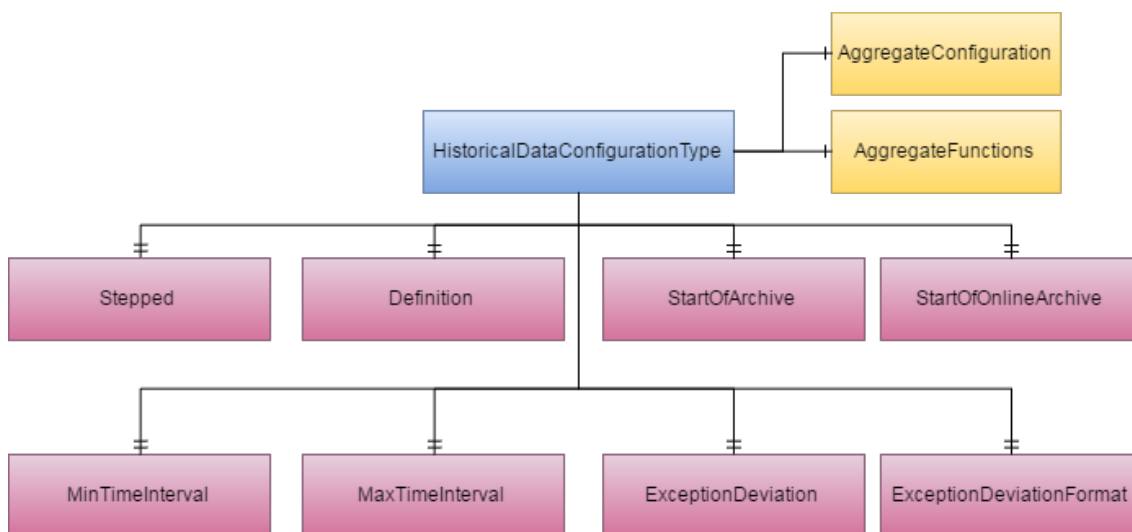 AggregateConfiguration
HistoricalDataConfigurationType
AggregateFunctions
Stepped
Definition
StartOfArchive
StartOfOnlineArchive
MinTimeInterval
MaxTimeInterval
ExceptionDeviation
ExceptionDeviationFormat